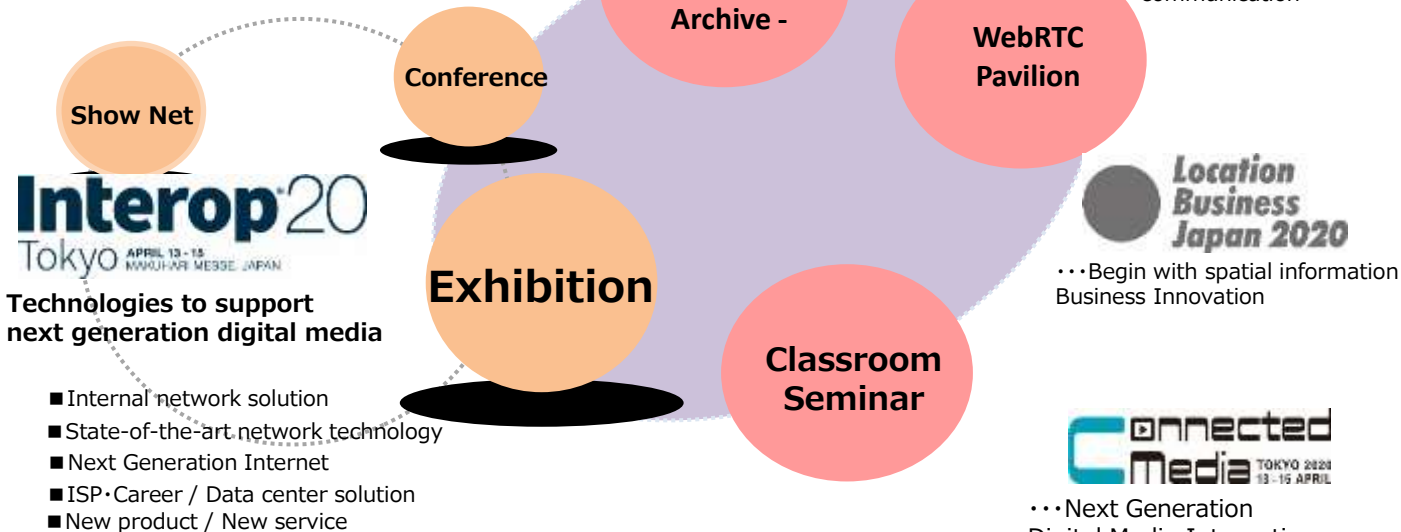 Archive -
communication
WebRTC
Pavilion
Conference
Show Net
Interop 20
Tokyo APRIL 13 - 15
MAKUHARI MESSE, JAPAN
Location
Business
Japan 2020
Exhibition
･･･Begin with spatial information
Business Innovation
Technologies to support
next generation digital media
Classroom
Seminar
■Internal network solution
■State-of-the-art network technology
■Next Generation Internet
■ISP･Career / Data center solution
■New product / New service
Connected
Media TOKYO 2020
13 - 15 APRIL
･･･Next Generation
Digital Media